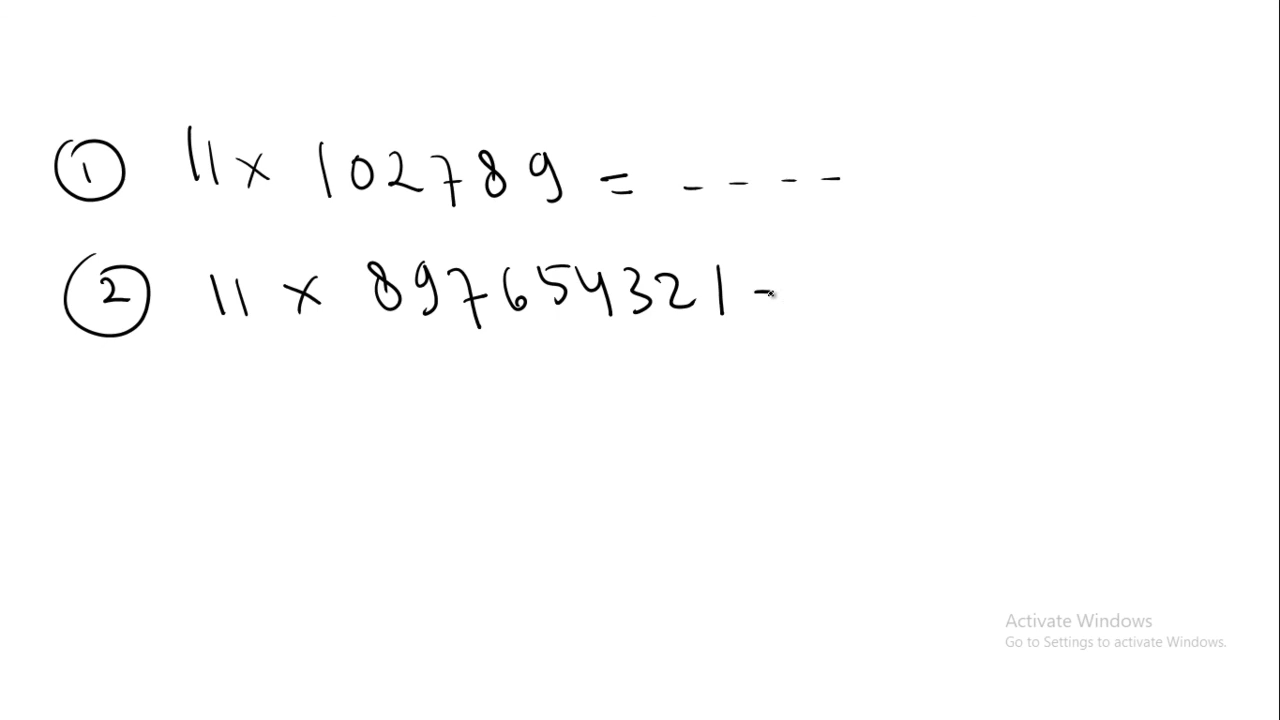 ① 11 x 102789 = - - - -
② 11 x 897654321 -
Activate Windows
Go to Settings to activate Windows.